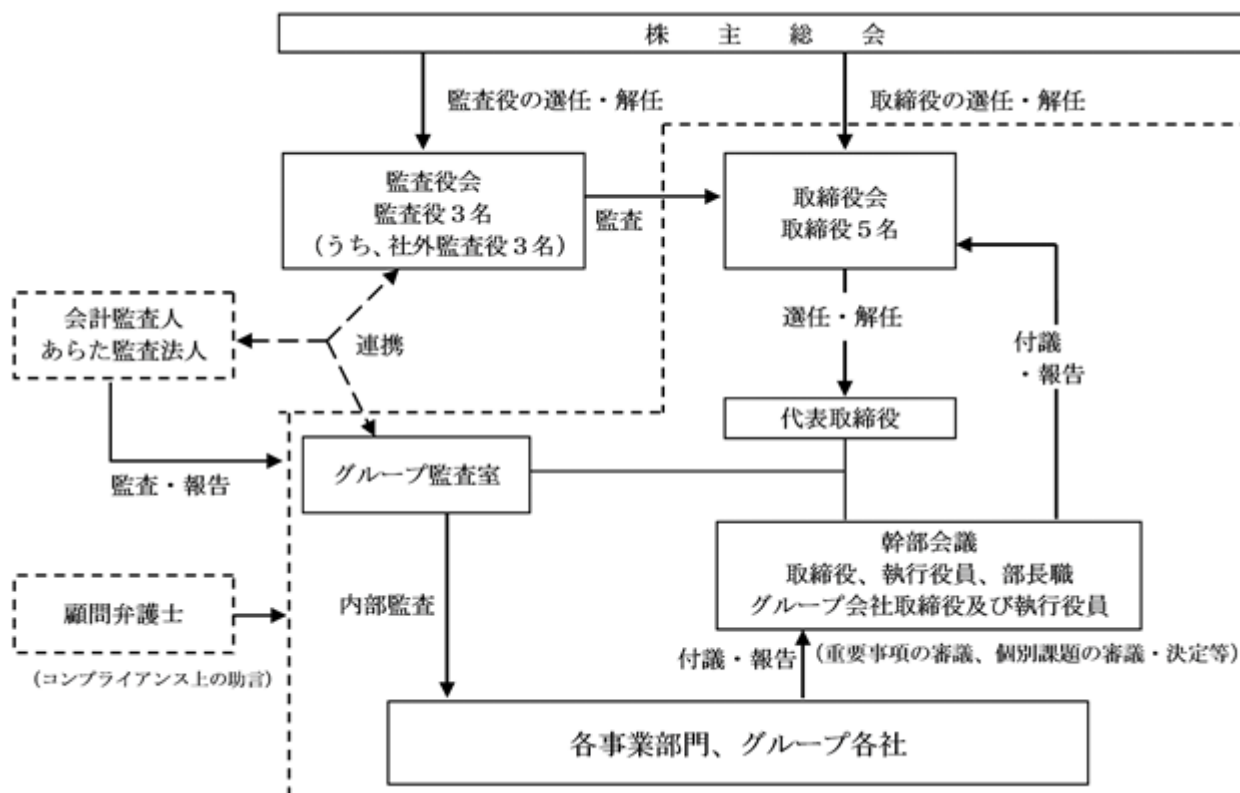 株主総会
監査役の選任・解任
取締役の選任・解任
監査役会
監査役3名
（うち、社外監査役3名）
監査
取締役会
取締役5名
会計監査人
あらた監査法人
連携
選任・解任
付議
・報告
代表取締役
グループ監査室
監査・報告
幹部会議
取締役、執行役員、部長職
グループ会社取締役及び執行役員
顧問弁護士
（コンプライアンス上の助言）
内部監査
付議・報告
（重要事項の審議、個別課題の審議・決定等）
各事業部門、グループ各社